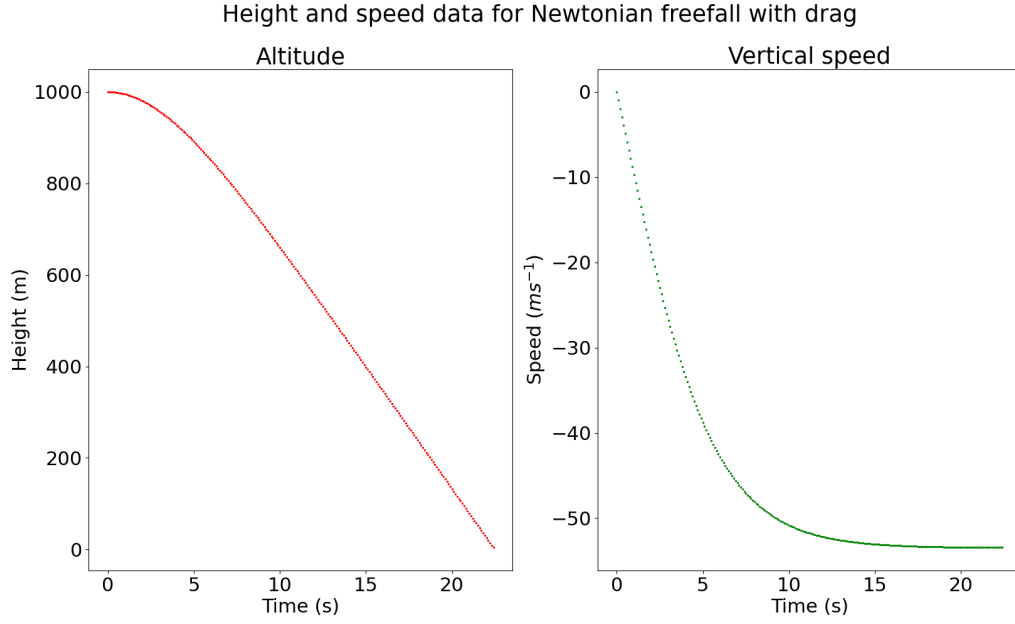 Height and speed data for Newtonian freefall with drag
Altitude
1000
800
600
400
200
0
Height (m)
0 5 10 15 20
Time (s)
Vertical speed
0
−10
−20
−30
−40
−50
Speed (ms⁻¹)
0 5 10 15 20
Time (s)